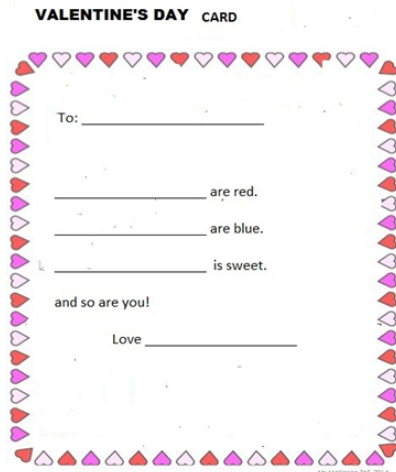 VALENTINE'S DAY CARD
To: ______________________
____________________ are red.
____________________ are blue.
____________________ is sweet.
and so are you!
Love ____________________